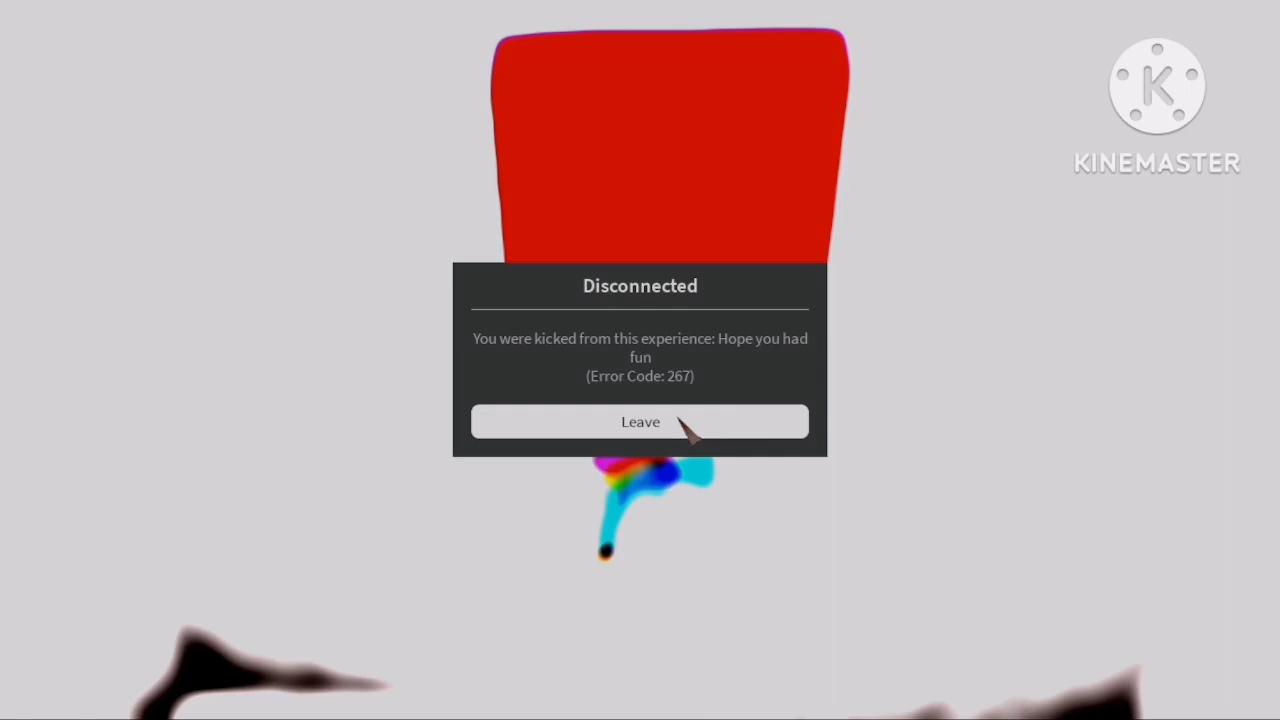 KINEMASTER
Disconnected
You were kicked from this experience: Hope you had
fun
(Error Code: 267)
Leave